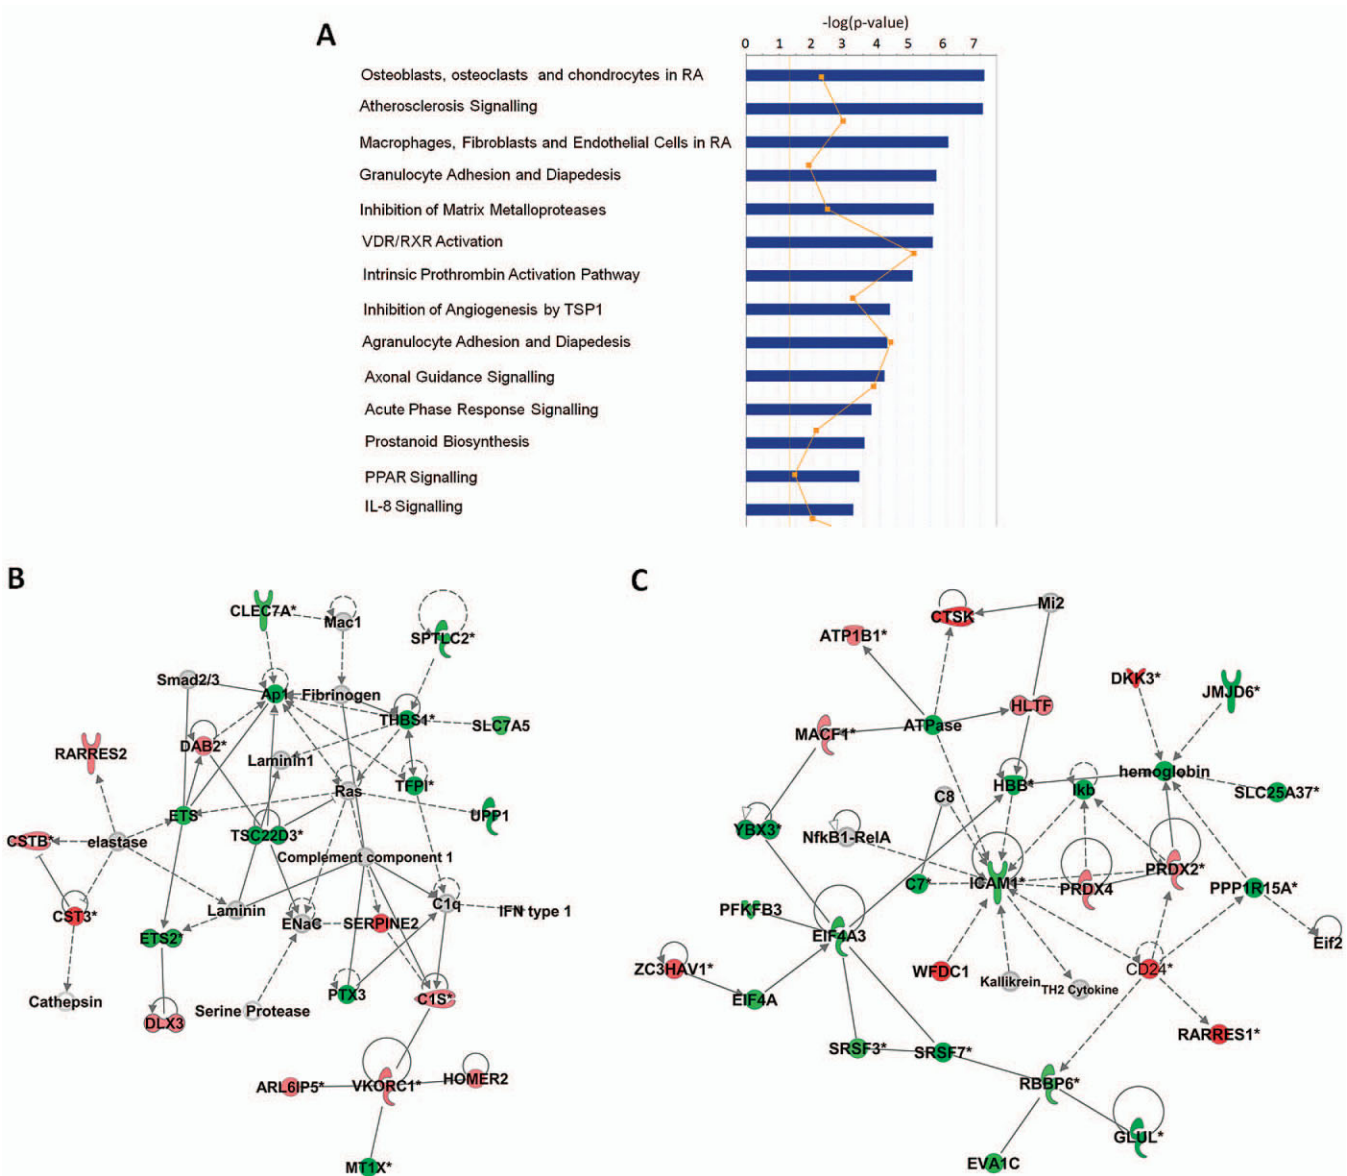 A
-log(p-value)
0 1 2 3 4 5 6 7
Osteoblasts, osteoclasts and chondrocytes in RA
Atherosclerosis Signalling
Macrophages, Fibroblasts and Endothelial Cells in RA
Granulocyte Adhesion and Diapedesis
Inhibition of Matrix Metalloproteases
VDR/RXR Activation
Intrinsic Prothrombin Activation Pathway
Inhibition of Angiogenesis by TSP1
Agranulocyte Adhesion and Diapedesis
Axonal Guidance Signalling
Acute Phase Response Signalling
Prostanoid Biosynthesis
PPAR Signalling
IL-8 Signalling
B
CLEC7A*
Mac1
SPTLC2*
Smad2/3
Ap1
Fibrinogen
THBS1*
SLC7A5
RARRES2
DAB2*
Laminin1
Ras
TFPI*
ETS
UPP1
CSTB*
elastase
TSC22D3*
Complement component 1
CST3*
Laminin
ENaC
SERPINE2
C1q
IFN type 1
ETS2*
Cathepsin
DLX3
Serine Protease
PTX3
C1S*
ARL6IP5*
VKORC1*
HOMER2
MT1X*
C
CTSK
Mi2
ATP1B1*
DKK3*
JMJD6*
HLTF
MACF1*
ATPase
hemoglobin
HBB*
Ikb
SLC25A37*
C8
YBX3*
NfkB1-RelA
C7*
ICAM1*
PRDX4
PRDX2*
PPP1R15A*
PFKFB3
EIF4A3
Eif2
ZC3HAV1*
WFDC1
CD24*
Kallikrein
TH2 Cytokine
EIF4A
RARRES1*
SRSF3*
SRSF7*
RBBP6*
GLUL*
EVA1C